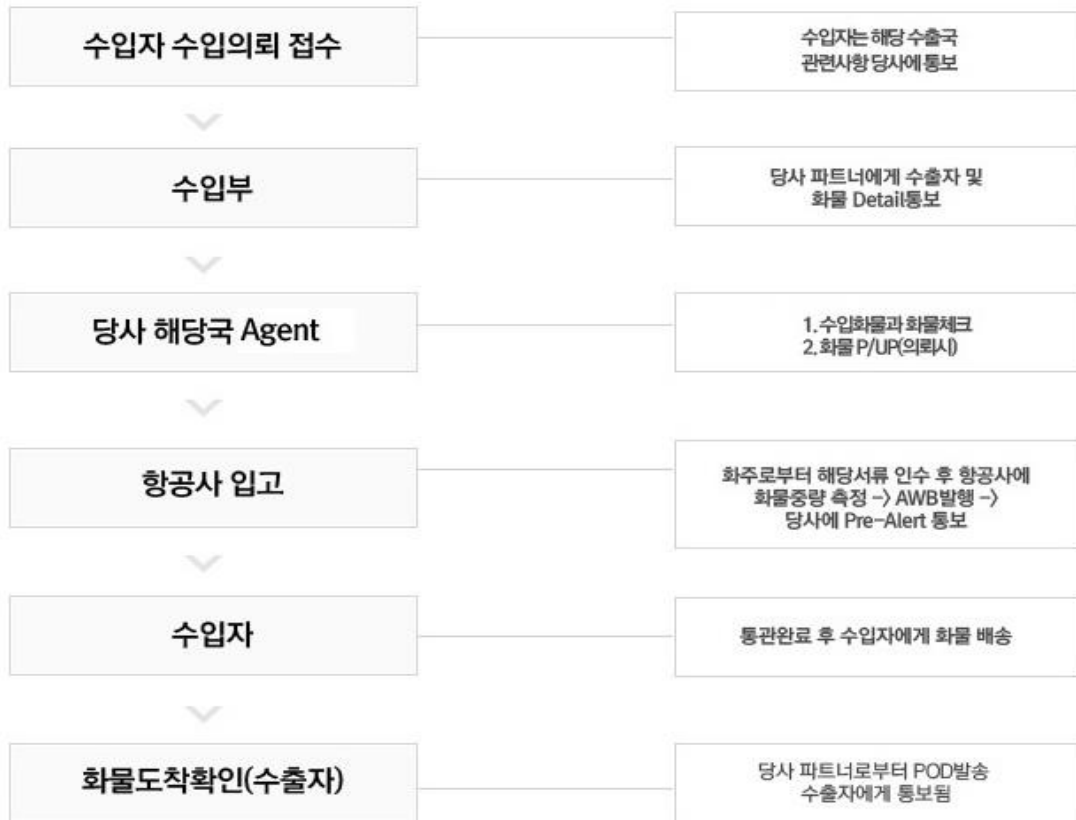 수입자 수입의뢰 접수
수입자는 해당 수출국
관련사항 당사에 통보
수입부
당사 파트너에게 수출자 및
화물 Detail통보
당사 해당국 Agent
1. 수입화물과 화물체크
2. 화물 P/UP(의뢰시)
항공사 입고
화주로부터 해당서류 인수 후 항공사에
화물중량 측정 -> AWB발행 ->
당사에 Pre-Alert 통보
수입자
통관완료 후 수입자에게 화물 배송
화물도착확인(수출자)
당사 파트너로부터 POD발송
수출자에게 통보됨